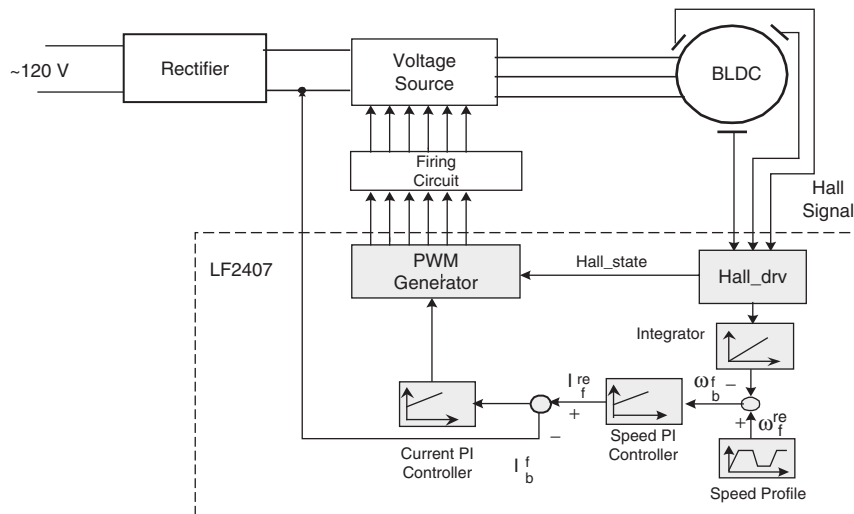 ~120 V
Rectifier
Voltage
Source
BLDC
Firing
Circuit
Hall
Signal
LF2407
PWM
Generator
Hall_state
Hall_drv
Integrator
I re f
+
ω f b
−
Speed PI
Controller
+
ω re f
Current PI
Controller
−
I f b
Speed Profile